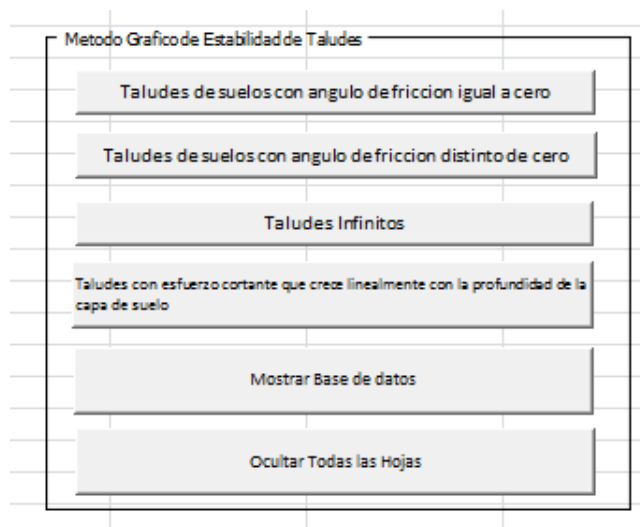 Metodo Grafico de Estabilidad de Taludes
Taludes de suelos con angulo de friccion igual a cero
Taludes de suelos con angulo de friccion distinto de cero
Taludes Infinitos
Taludes con esfuerzo cortante que crece linealmente con la profundidad de la
capa de suelo
Mostrar Base de datos
Ocultar Todas las Hojas